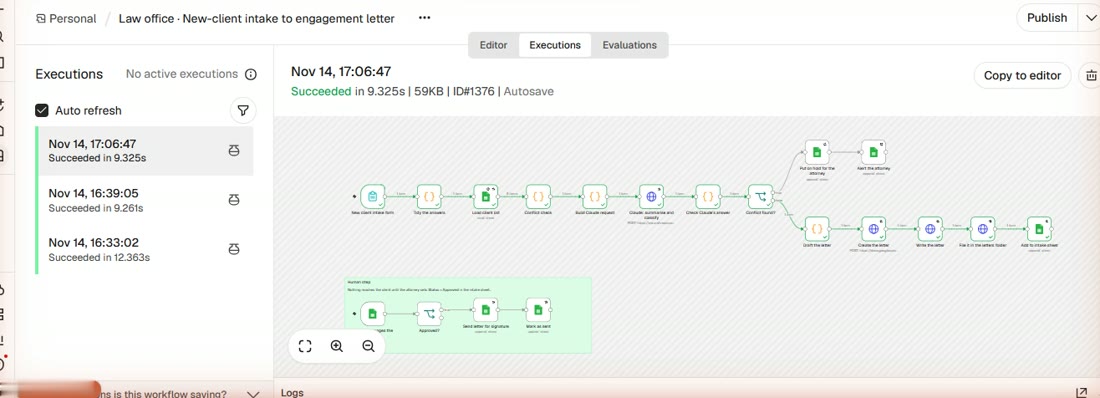 Personal / Law office · New-client intake to engagement letter ...
Publish
Editor Executions Evaluations
Executions No active executions
Auto refresh
Nov 14, 17:06:47
Succeeded in 9.325s
Nov 14, 16:39:05
Succeeded in 9.261s
Nov 14, 16:33:02
Succeeded in 12.363s
ns is this workflow saving?
Nov 14, 17:06:47
Succeeded in 9.325s | 59KB | ID#1376 | Autosave
Copy to editor
Put on hold for the
attorney
Alert the attorney
New client intake form
Tidy the answers
Load client list
Conflict check
Build Claude request
Claude: summarise and
classify
Check Claude's answer
Conflict found?
Draft the letter
Create the letter
Write the letter
File it in the letters folder
Add to intake sheet
Human step
Approved?
Send letter for signature
Mark as sent
Logs